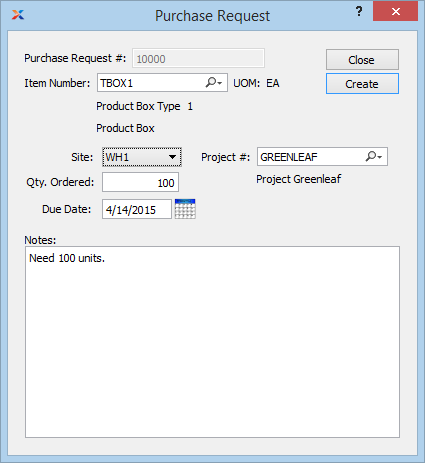 Purchase Request
? ×
Purchase Request #: 10000
Close
Item Number: TBOX1 UOM: EA
Create
Product Box Type 1
Product Box
Site: WH1 Project #: GREENLEAF
Qty. Ordered: 100 Project Greenleaf
Due Date: 4/14/2015
Notes:
Need 100 units.